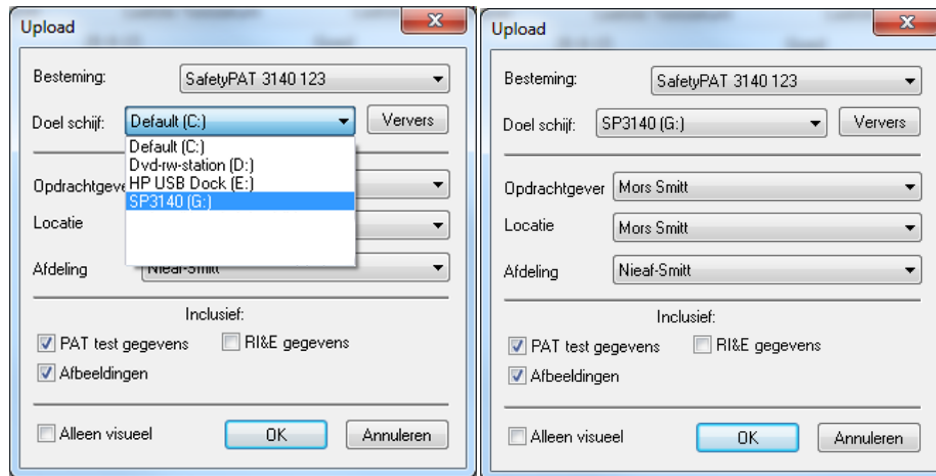 Upload
Besteming: SafetyPAT 3140 123
Doel schijf: Default (C:) Ververs
Default (C:)
Dvd-rw-station (D:)
HP USB Dock (E:)
SP3140 (G:)
Opdrachtgeve
Locatie
Afdeling Nieaf-Smitt
Inclusief:
PAT test gegevens RI&E gegevens
Afbeeldingen
Alleen visueel OK Annuleren
Upload
Besteming: SafetyPAT 3140 123
Doel schijf: SP3140 (G:) Ververs
Opdrachtgever Mors Smitt
Locatie Mors Smitt
Afdeling Nieaf-Smitt
Inclusief:
PAT test gegevens RI&E gegevens
Afbeeldingen
Alleen visueel OK Annuleren